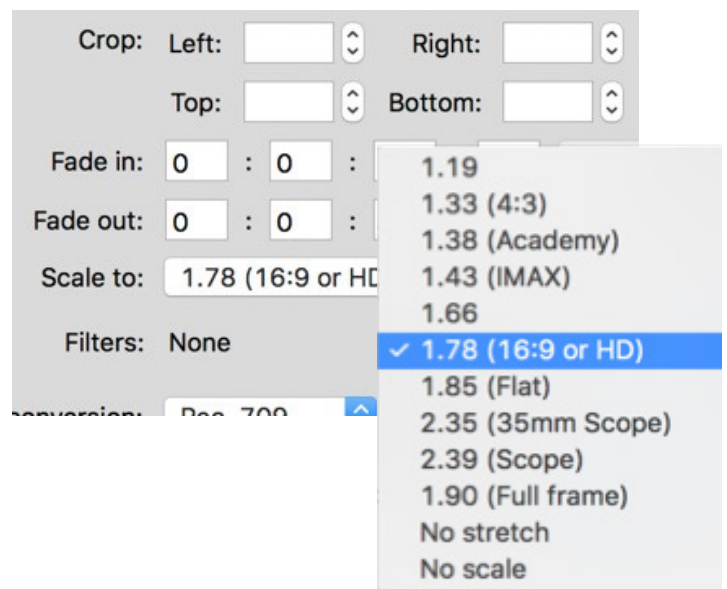 Crop: Left: Right:
Top: Bottom:
Fade in: 0 : 0 :
Fade out: 0 : 0 :
Scale to: 1.78 (16:9 or HD
Filters: None
1.19
1.33 (4:3)
1.38 (Academy)
1.43 (IMAX)
1.66
✓ 1.78 (16:9 or HD)
1.85 (Flat)
2.35 (35mm Scope)
2.39 (Scope)
1.90 (Full frame)
No stretch
No scale